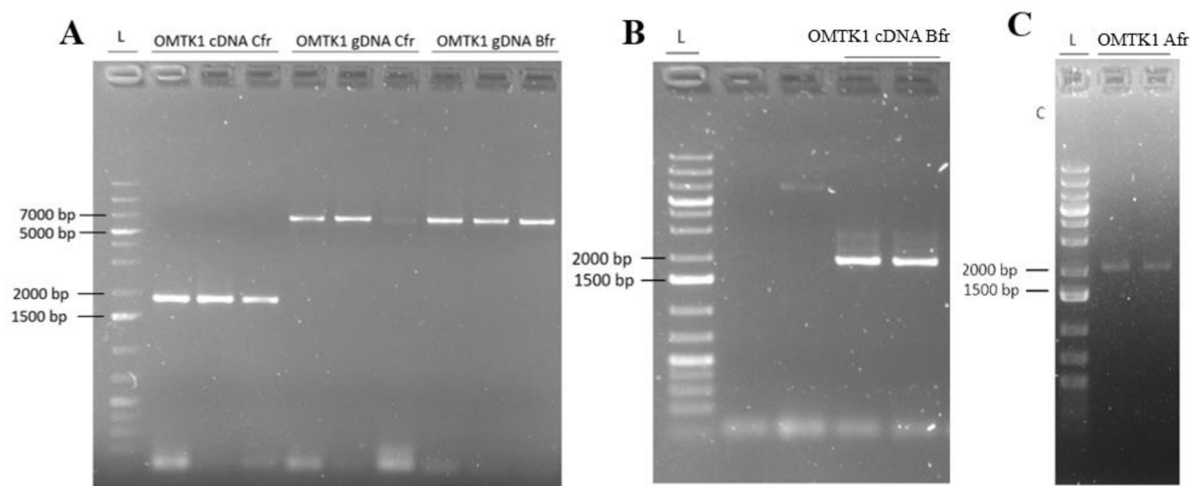 A
L OMTK1 cDNA Cfr OMTK1 gDNA Cfr OMTK1 gDNA Bfr
7000 bp
5000 bp
2000 bp
1500 bp
B
L OMTK1 cDNA Bfr
2000 bp
1500 bp
C
L OMTK1 Afr
C
2000 bp
1500 bp